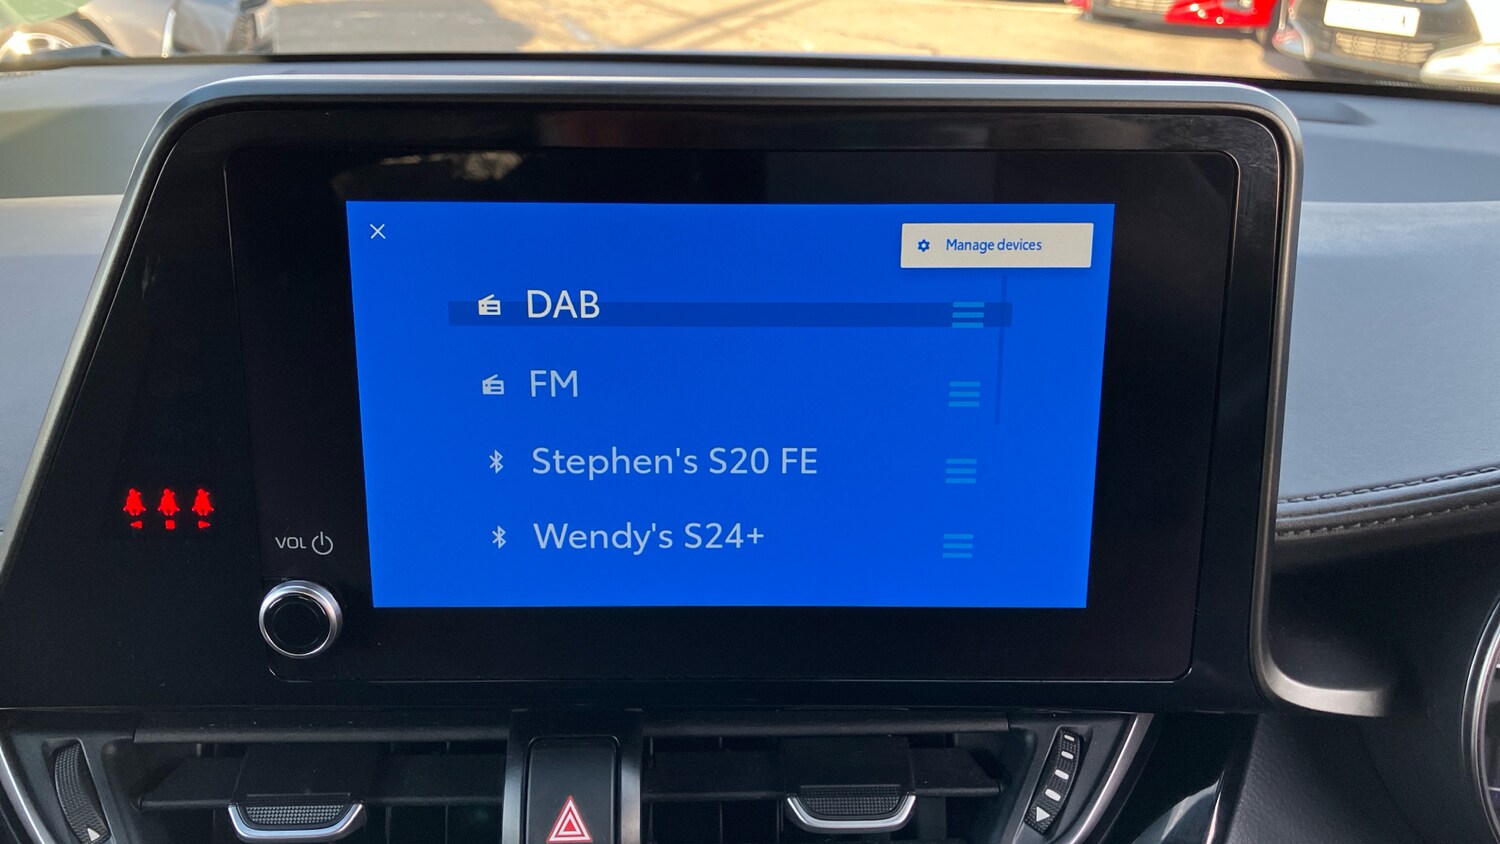 Manage devices
DAB
FM
Stephen's S20 FE
Wendy's S24+
VOL